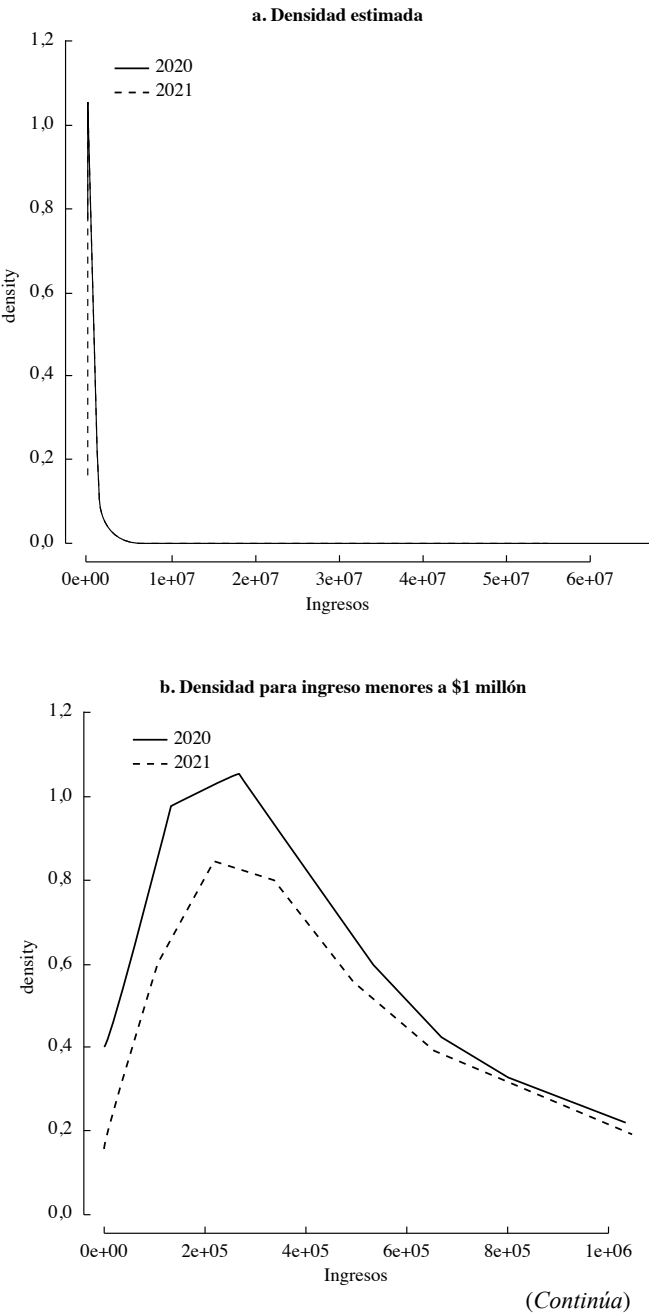 a. Densidad estimada
1,2
2020
2021
1,0
0,8
0,6
density
0,4
0,2
0,0
0e+00 1e+07 2e+07 3e+07 4e+07 5e+07 6e+07
Ingresos
b. Densidad para ingreso menores a $1 millón
1,2
2020
2021
1,0
0,8
density
0,6
0,4
0,2
0,0
0e+00 2e+05 4e+05 6e+05 8e+05 1e+06
Ingresos
(Continúa)